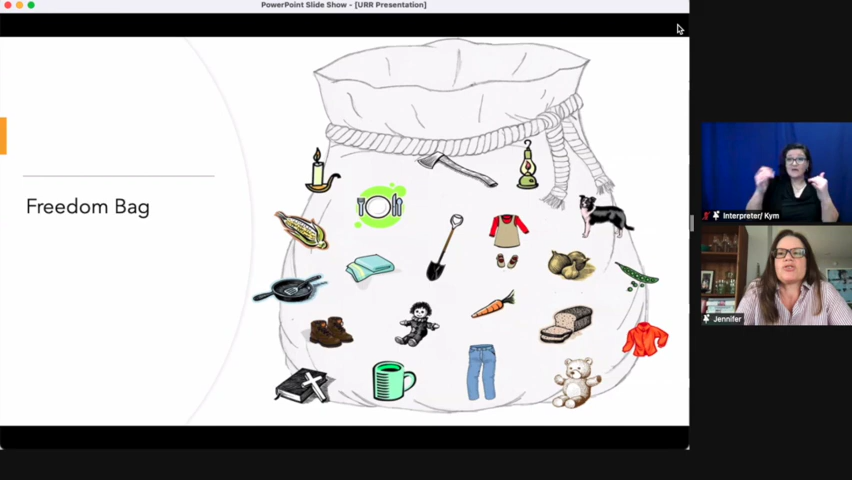 PowerPoint Slide Show - [URR Presentation]
Freedom Bag
Interpreter/ Kym
Jennifer